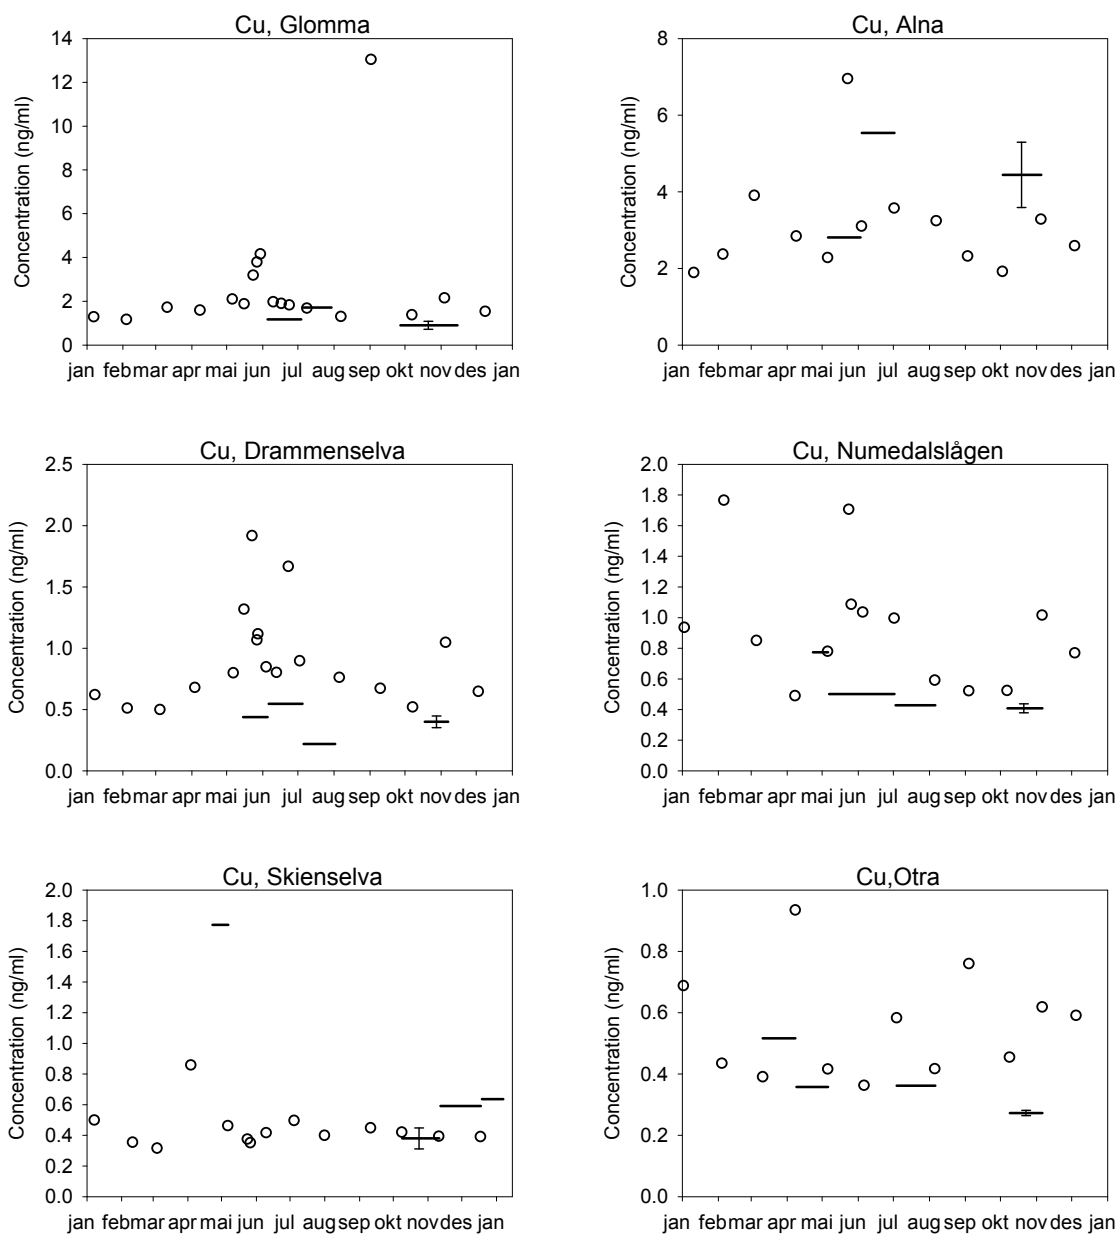 Cu, Glomma
Concentration (ng/ml)
14
12
10
8
6
4
2
0
jan feb mar apr mai jun jul aug sep okt nov des jan
Cu, Alna
Concentration (ng/ml)
8
6
4
2
0
jan feb mar apr mai jun jul aug sep okt nov des jan
Cu, Drammenselva
Concentration (ng/ml)
2.5
2.0
1.5
1.0
0.5
0.0
jan feb mar apr mai jun jul aug sep okt nov des jan
Cu, Numedalslågen
Concentration (ng/ml)
2.0
1.8
1.6
1.4
1.2
1.0
0.8
0.6
0.4
0.2
0.0
jan feb mar apr mai jun jul aug sep okt nov des jan
Cu, Skienselva
Concentration (ng/ml)
2.0
1.8
1.6
1.4
1.2
1.0
0.8
0.6
0.4
0.2
0.0
jan feb mar apr mai jun jul aug sep okt nov des jan
Cu,Otra
Concentration (ng/ml)
1.0
0.8
0.6
0.4
0.2
0.0
jan feb mar apr mai jun jul aug sep okt nov des jan